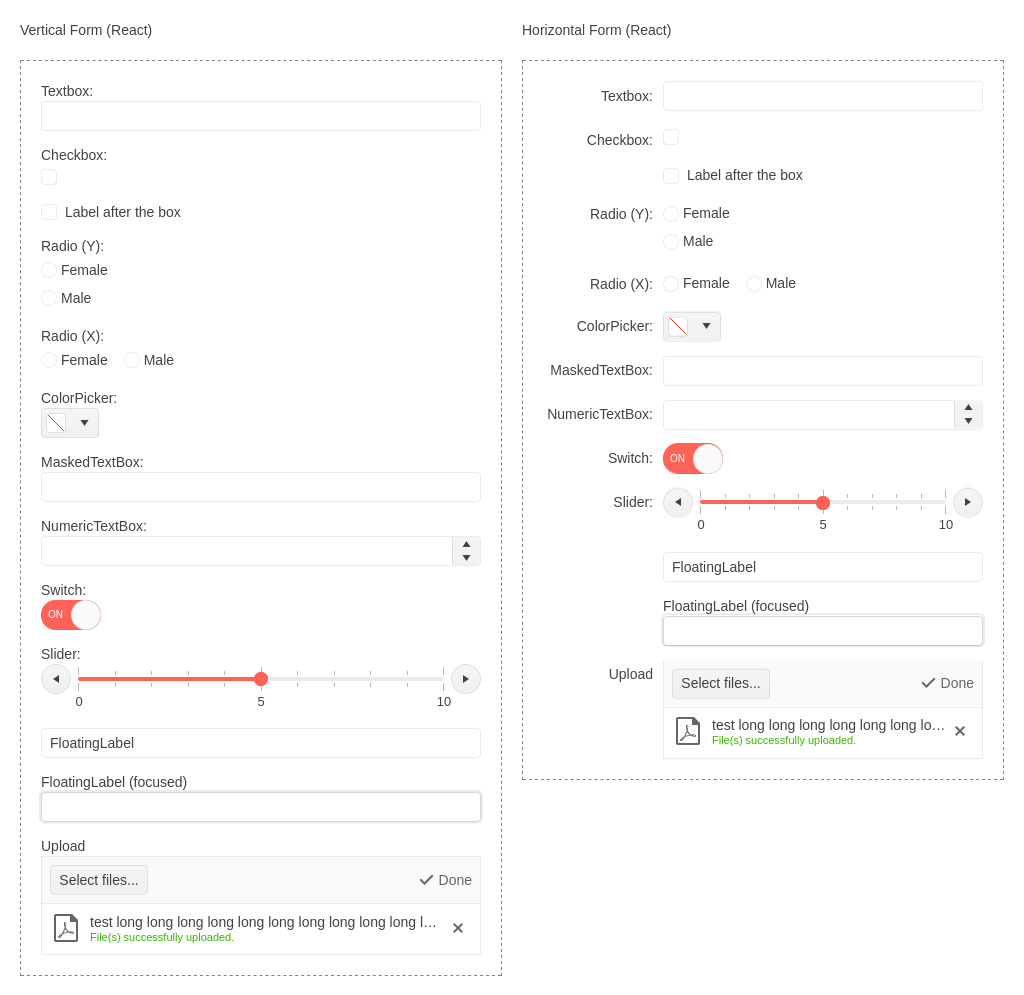 Vertical Form (React)
Textbox:
Checkbox:
Label after the box
Radio (Y):
Female
Male
Radio (X):
Female Male
ColorPicker:
MaskedTextBox:
NumericTextBox:
Switch:
ON
Slider:
0 5 10
FloatingLabel
FloatingLabel (focused)
Upload
Select files... Done
test long long long long long long long long long long l...
File(s) successfully uploaded.
Horizontal Form (React)
Textbox:
Checkbox:
Label after the box
Radio (Y): Female
Male
Radio (X): Female Male
ColorPicker:
MaskedTextBox:
NumericTextBox:
Switch: ON
Slider:
0 5 10
FloatingLabel
FloatingLabel (focused)
Upload
Select files... Done
test long long long long long long lo...
File(s) successfully uploaded.